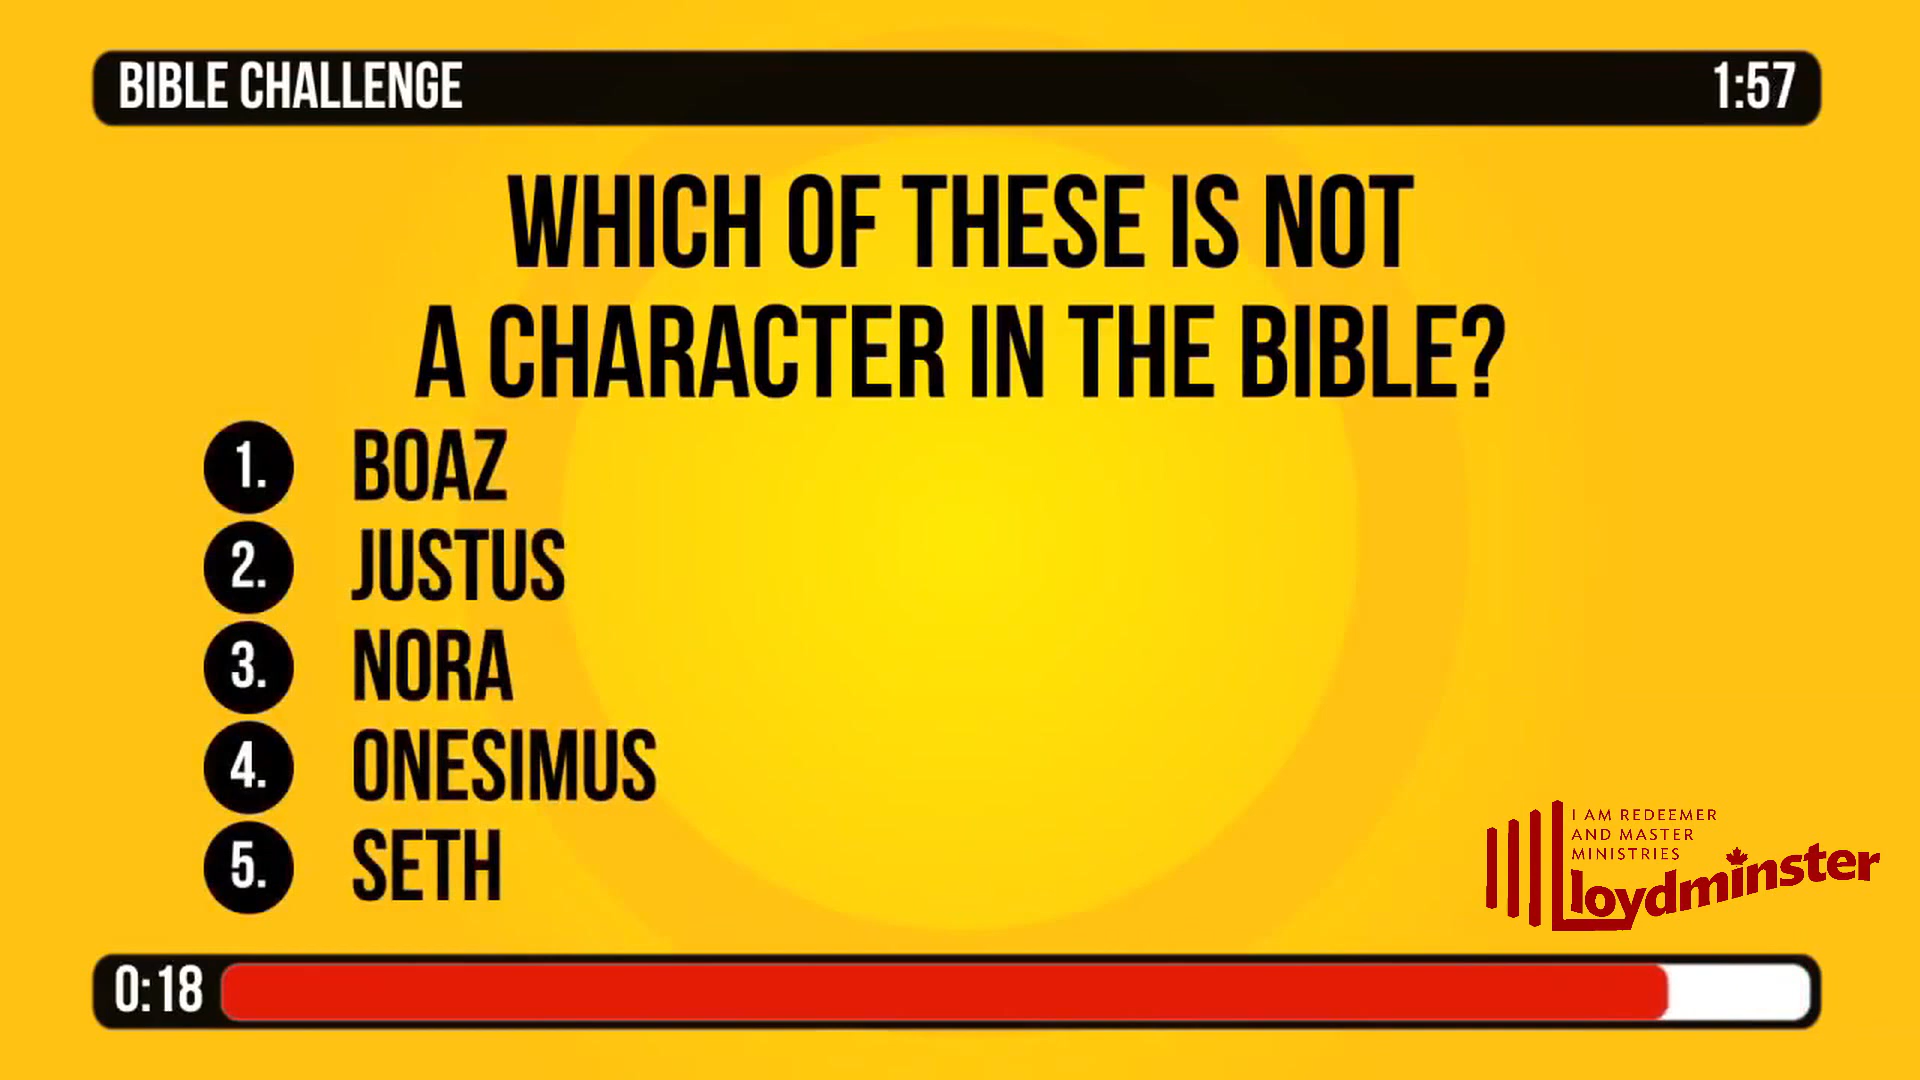 BIBLE CHALLENGE
1:57
WHICH OF THESE IS NOT
A CHARACTER IN THE BIBLE?
1. BOAZ
2. JUSTUS
3. NORA
4. ONESIMUS
5. SETH
I AM REDEEMER
AND MASTER
MINISTRIES
Lloydminster
0:18